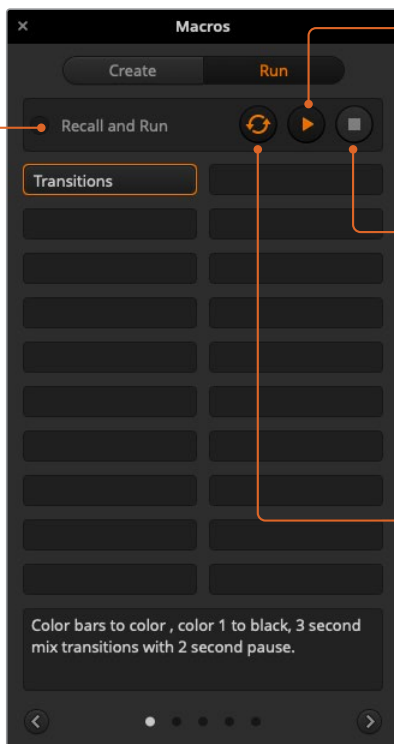 Macros
Create
Run
Recall and Run
Transitions
Color bars to color , color 1 to black, 3 second
mix transitions with 2 second pause.